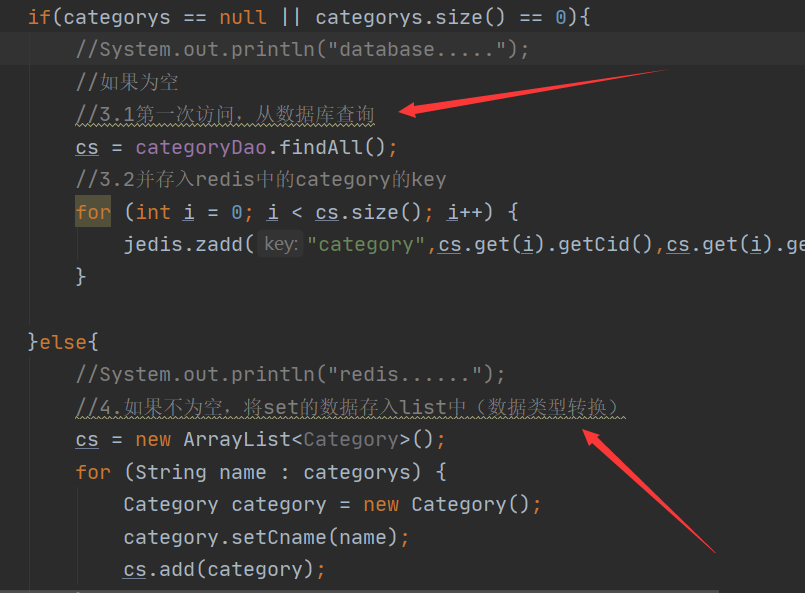 if(categorys == null || categorys.size() == 0){
//System.out.println("database.....");
//如果为空
//3.1第一次访问，从数据库查询
cs = categoryDao.findAll();
//3.2并存入redis中的category的key
for (int i = 0; i < cs.size(); i++) {
jedis.zadd( key: "category",cs.get(i).getCid(),cs.get(i).ge
}
}else{
//System.out.println("redis......");
//4.如果不为空，将set的数据存入list中（数据类型转换）
cs = new ArrayList<Category>();
for (String name : categorys) {
Category category = new Category();
category.setCname(name);
cs.add(category);